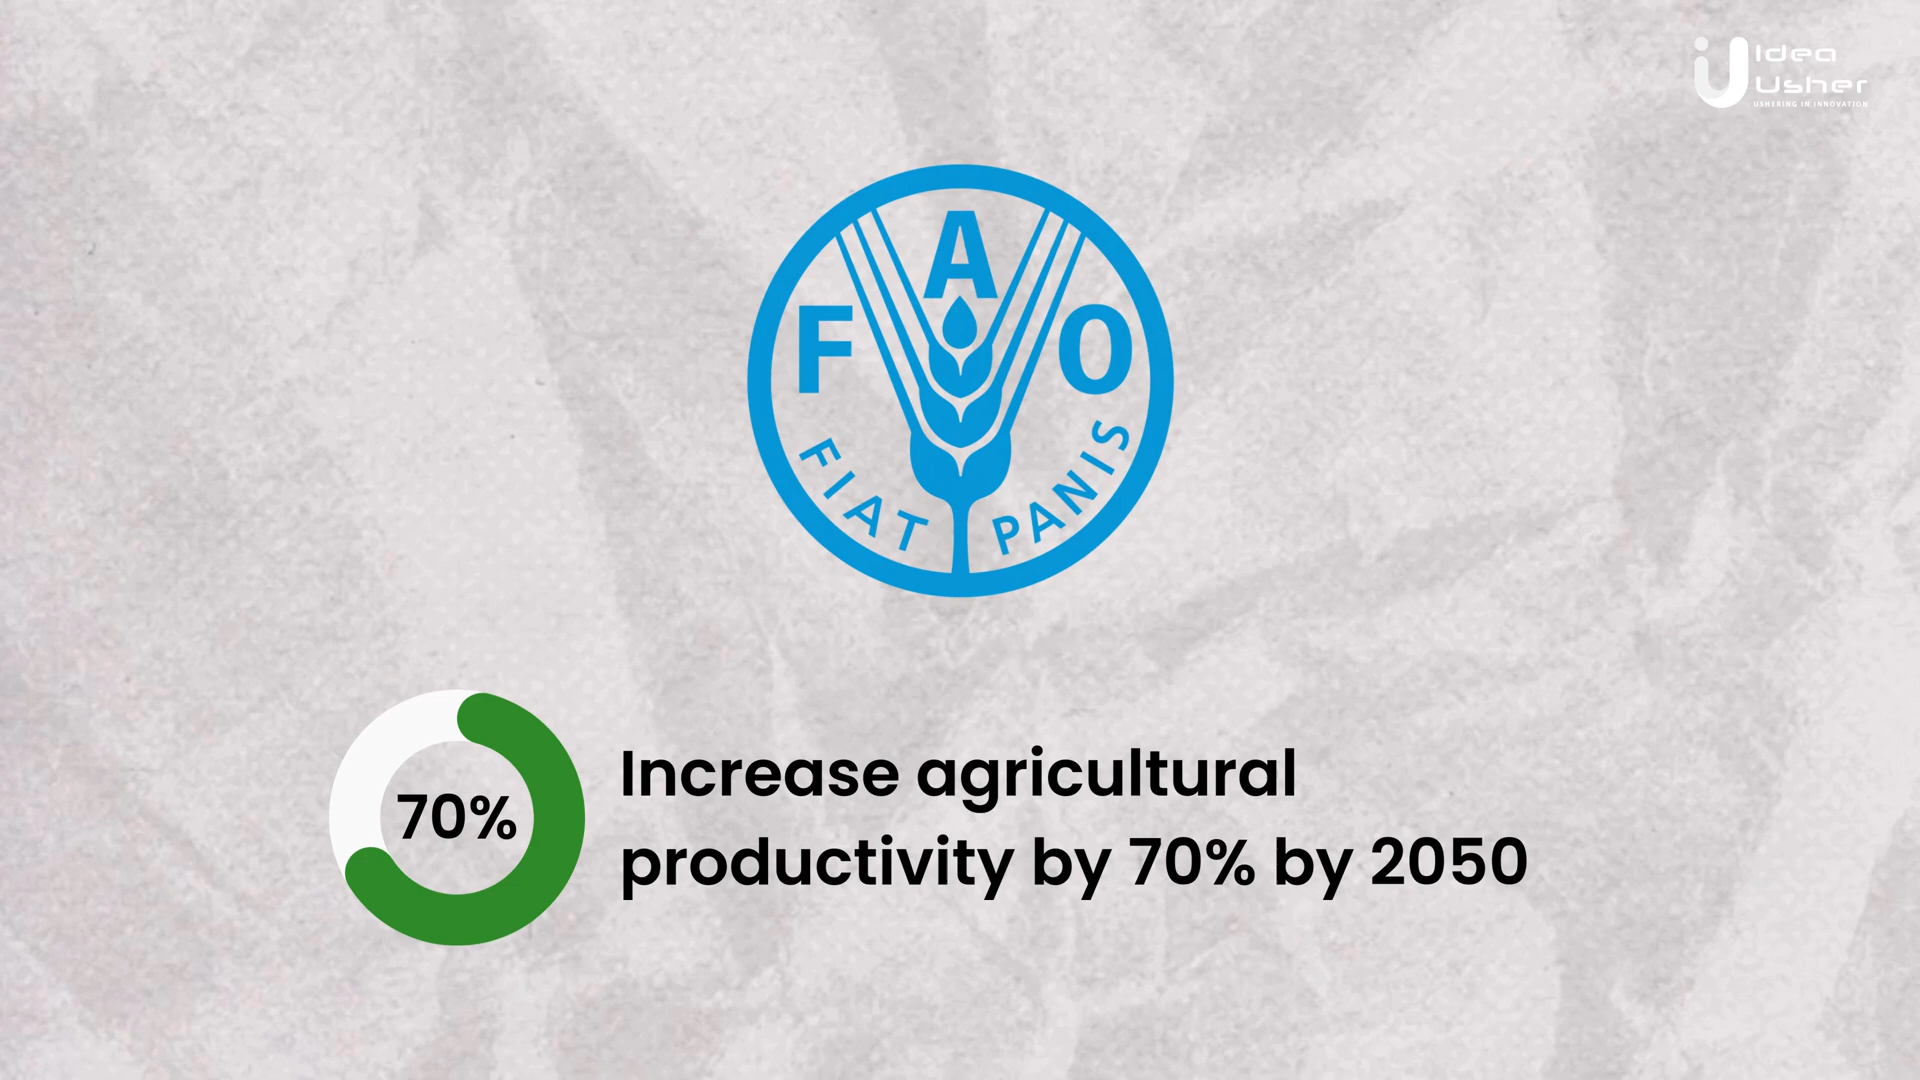 Idea
Usher
USHERING IN INNOVATION
A
F O
FIAT PANIS
70%
Increase agricultural
productivity by 70% by 2050